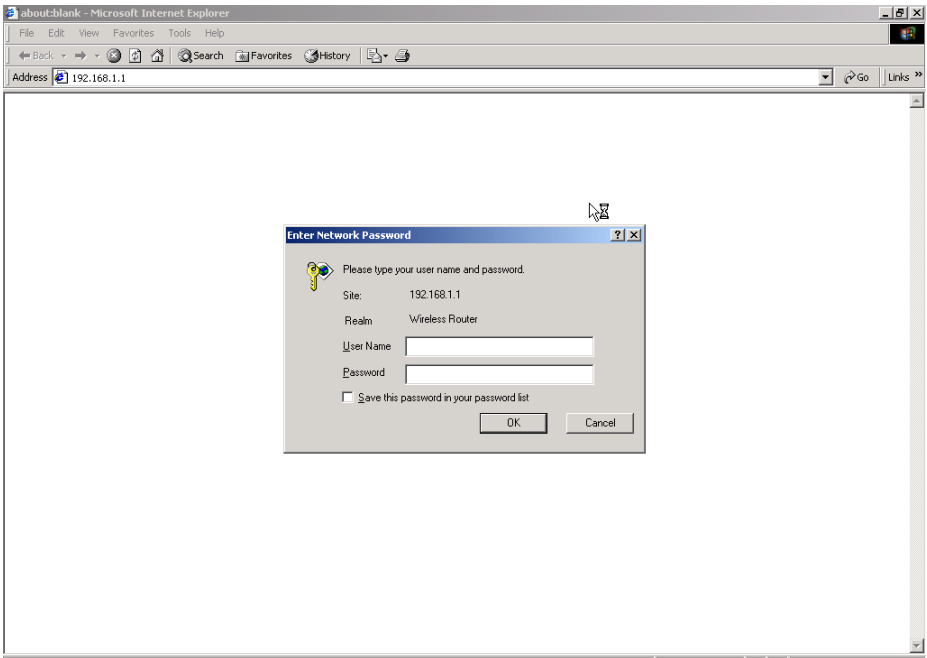 about:blank - Microsoft Internet Explorer
File Edit View Favorites Tools Help
Back Search Favorites History
Address 192.168.1.1 Go Links »
Enter Network Password ? X
Please type your user name and password.
Site: 192.168.1.1
Realm Wireless Router
User Name
Password
Save this password in your password list
OK Cancel